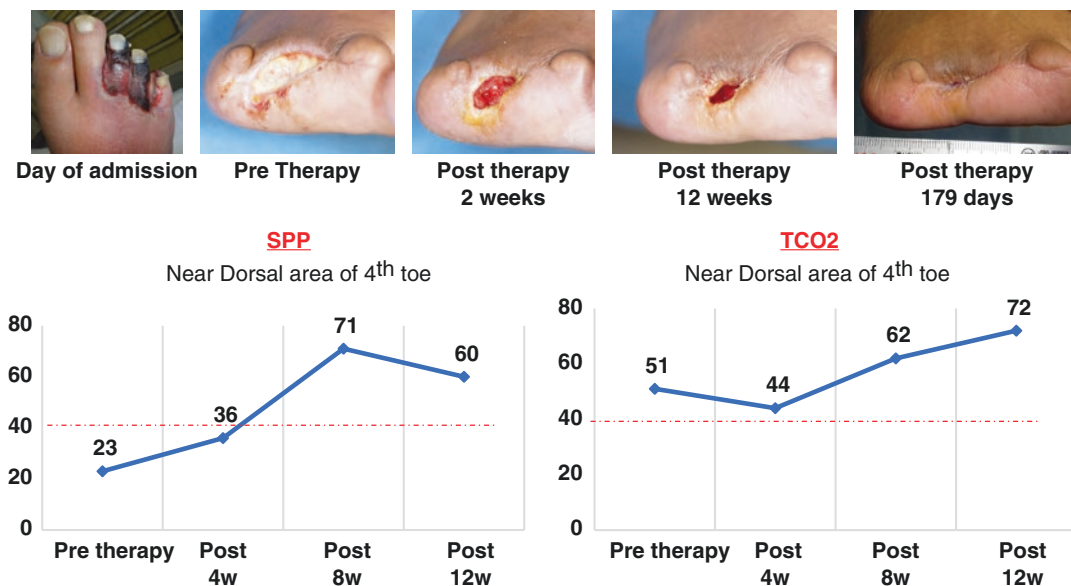 Day of admission
Pre Therapy
Post therapy
2 weeks
Post therapy
12 weeks
Post therapy
179 days
SPP
Near Dorsal area of 4th toe
80
60
40
20
0
23
36
71
60
Pre therapy
Post
4w
Post
8w
Post
12w
TCO2
Near Dorsal area of 4th toe
80
60
40
20
0
51
44
62
72
Pre therapy
Post
4w
Post
8w
Post
12w